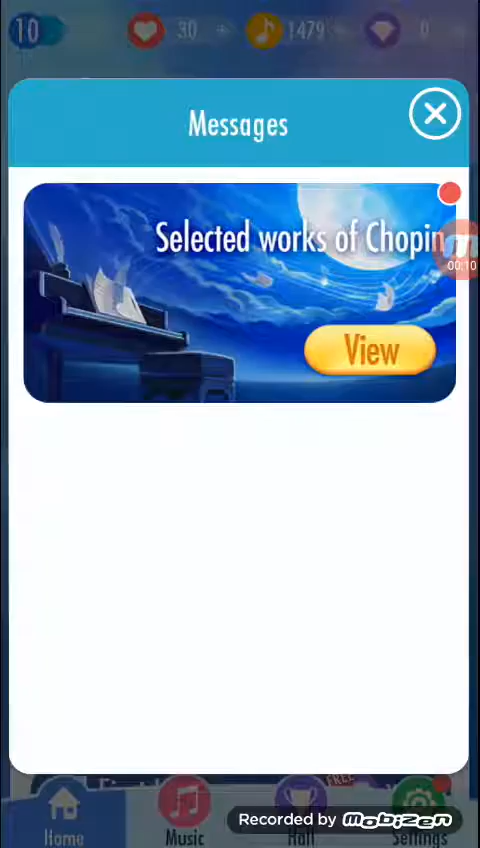 10 30 1479 0
Messages
Selected works of Chopin
00:10
View
FREE
Home Music Hall Settings
Recorded by mobizen